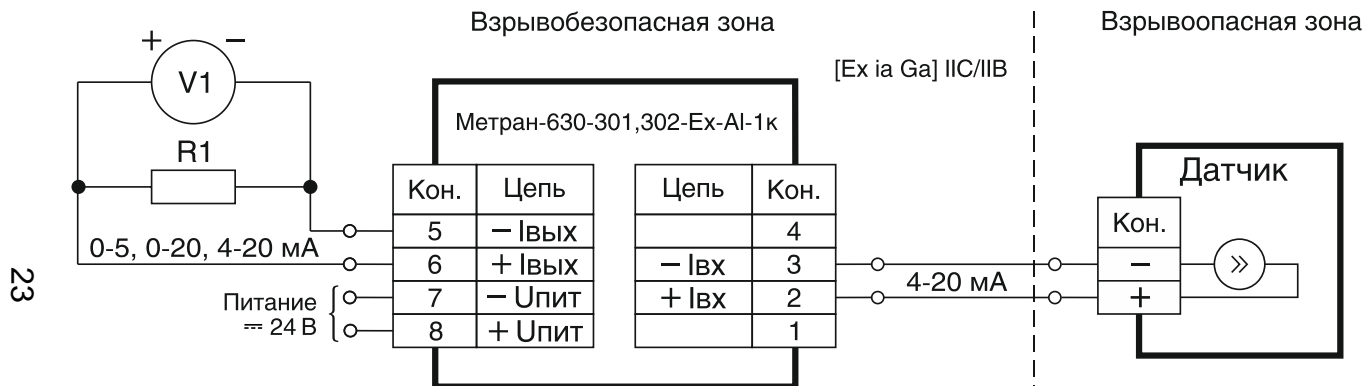 Взрывобезопасная зона
Взрывоопасная зона
+ −
V1
[Ex ia Ga] IIC/IIB
Метран-630-301,302-Ex-AI-1к
R1
Датчик
Кон. Цепь
Цепь Кон.
Кон.
5 − Iвых
4
0-5, 0-20, 4-20 мА
6 + Iвых
− Iвх 3
−
4-20 мА
7 − Uпит
+ Iвх 2
+
Питание
⎓ 24 В
8 + Uпит
1
23